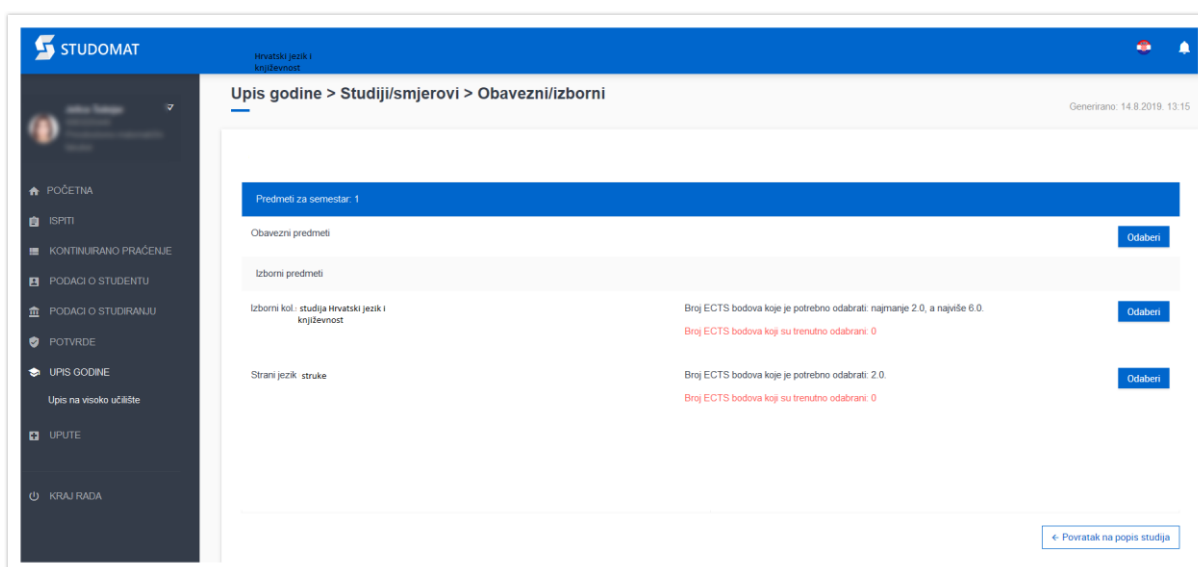 STUDOMAT
Hrvatski jezik i
književnost
Upis godine > Studiji/smjerovi > Obavezni/izborni
Generirano: 14.8.2019. 13:15
POČETNA
ISPITI
KONTINUIRANO PRAĆENJE
PODACI O STUDENTU
PODACI O STUDIRANJU
POTVRDE
UPIS GODINE
Upis na visoko učilište
UPUTE
KRAJ RADA
Predmeti za semestar: 1
Obavezni predmeti
Odaberi
Izborni predmeti
Izborni kol.: studija Hrvatski jezik i
književnost
Broj ECTS bodova koje je potrebno odabrati: najmanje 2.0, a najviše 6.0.
Broj ECTS bodova koji su trenutno odabrani: 0
Odaberi
Strani jezik struke
Broj ECTS bodova koje je potrebno odabrati: 2.0.
Broj ECTS bodova koji su trenutno odabrani: 0
Odaberi
← Povratak na popis studija